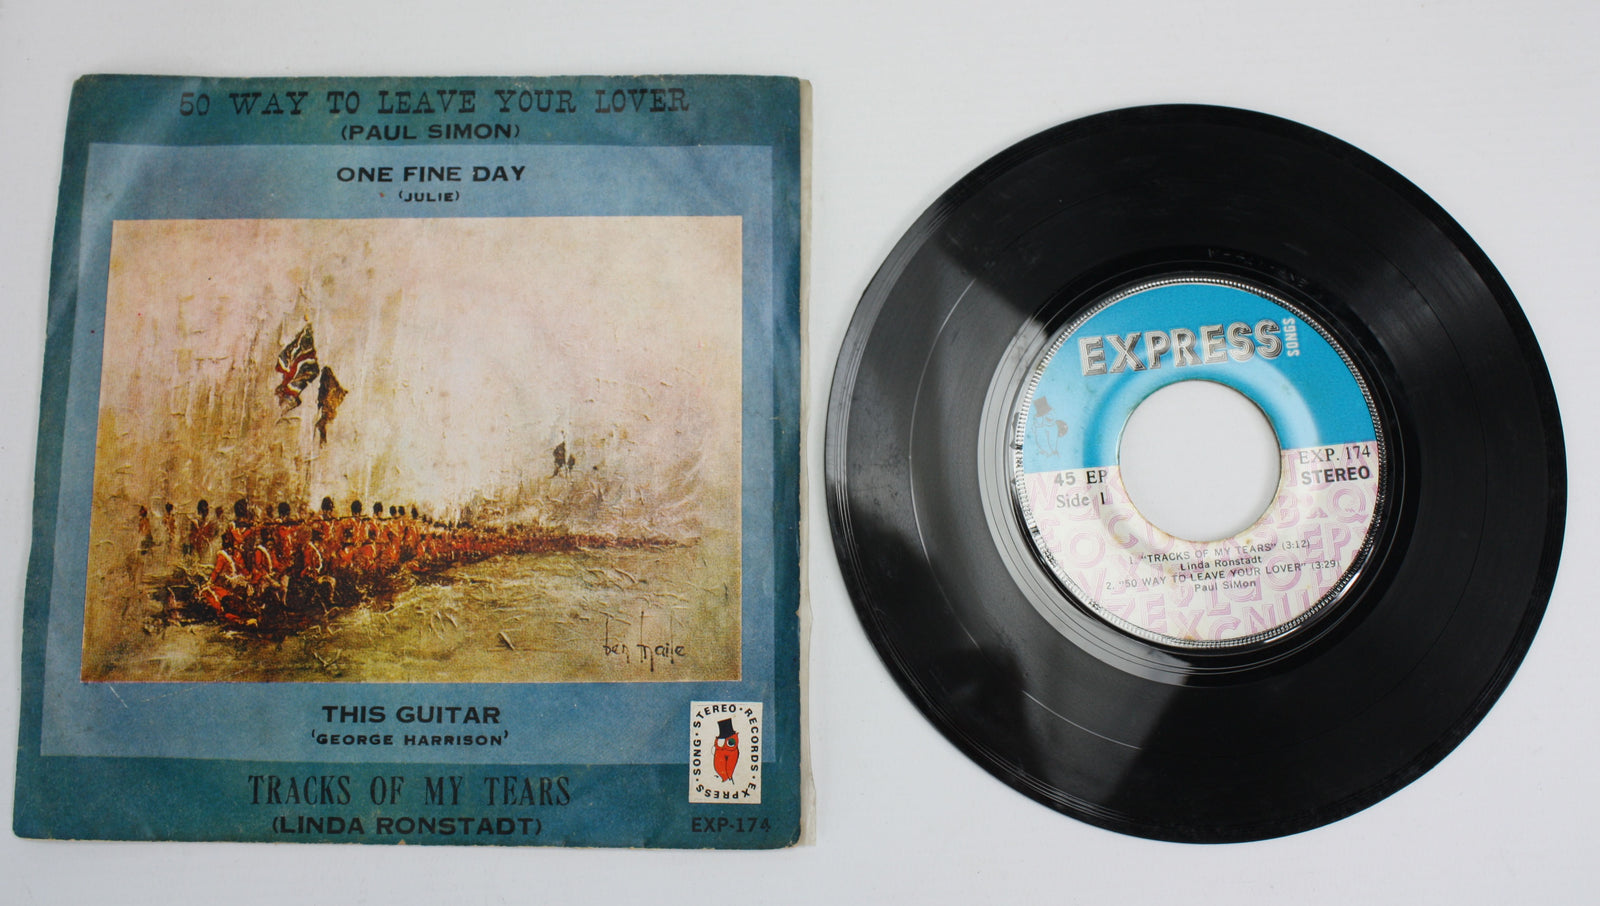 50 WAY TO LEAVE YOUR LOVER
(PAUL SIMON)
ONE FINE DAY
(JULIE)
ben maile
THIS GUITAR
'GEORGE HARRISON'
TRACKS OF MY TEARS
(LINDA RONSTADT)
EXPRESS • SONG • STEREO • RECORDS •
EXP-174
EXPRESS SONGS
45 EP
Side 1
EXP. 174
STEREO
1. "TRACKS OF MY TEARS" (3:12)
Linda Ronstadt
2. "50 WAY TO LEAVE YOUR LOVER" (3:29)
Paul SiMon